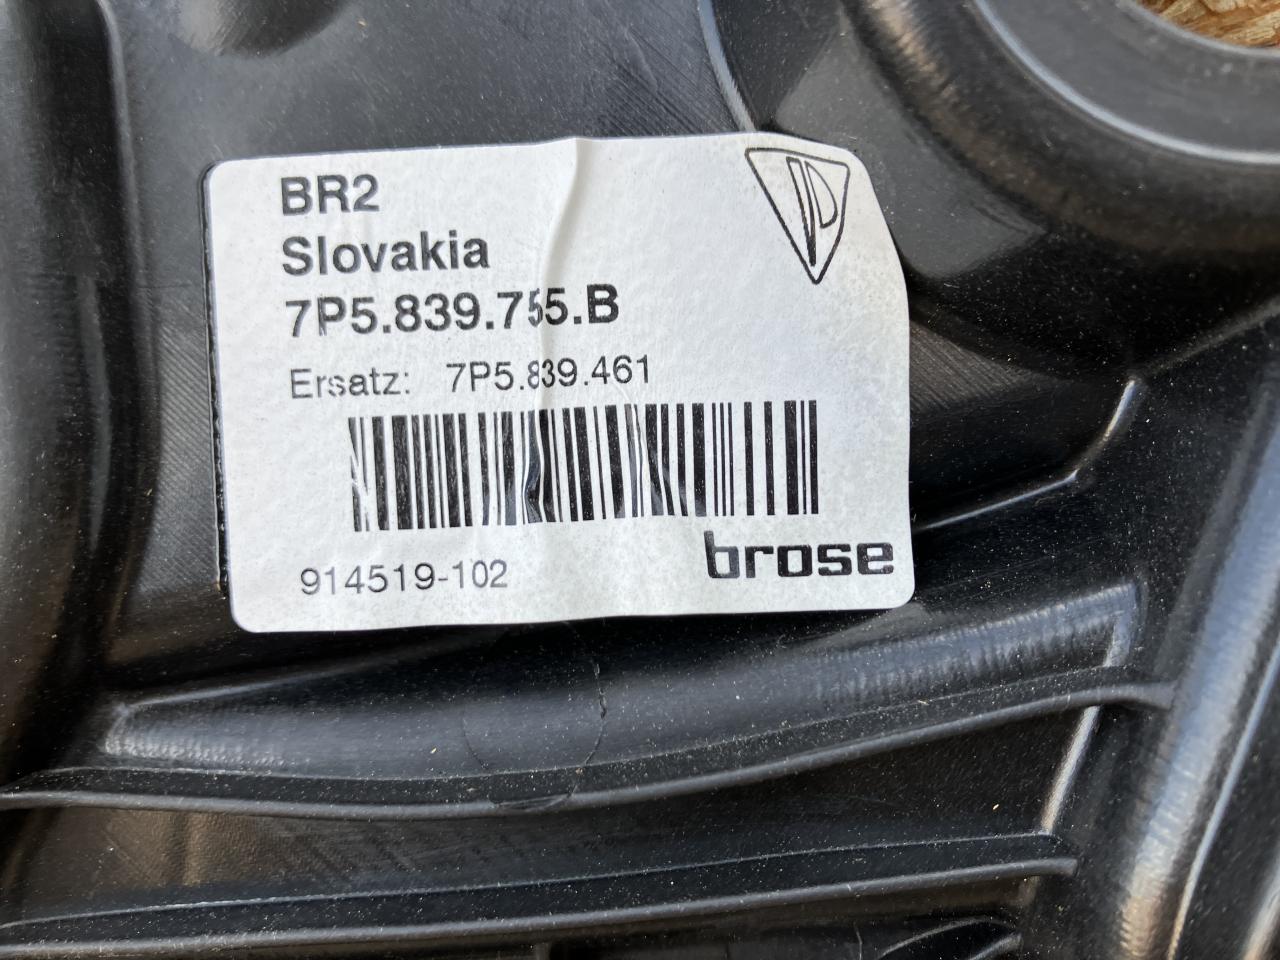 BR2
Slovakia
7P5.839.755.B
Ersatz: 7P5.839.461
914519-102
brose